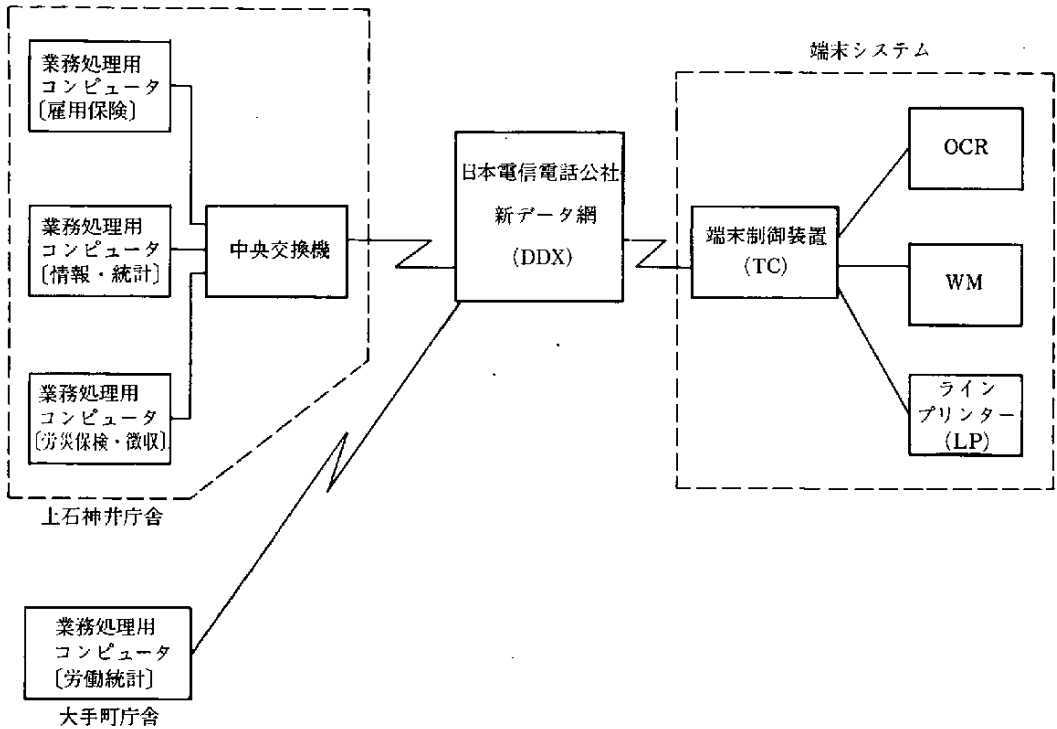 業務処理用
コンピュータ
〔雇用保険〕
業務処理用
コンピュータ
〔情報・統計〕
業務処理用
コンピュータ
〔労災保検・徴収〕
上石神井庁舎
中央交換機
日本電信電話公社
新データ網
(DDX)
端末システム
端末制御装置
(TC)
OCR
WM
ライン
プリンター
(LP)
業務処理用
コンピュータ
〔労働統計〕
大手町庁舎